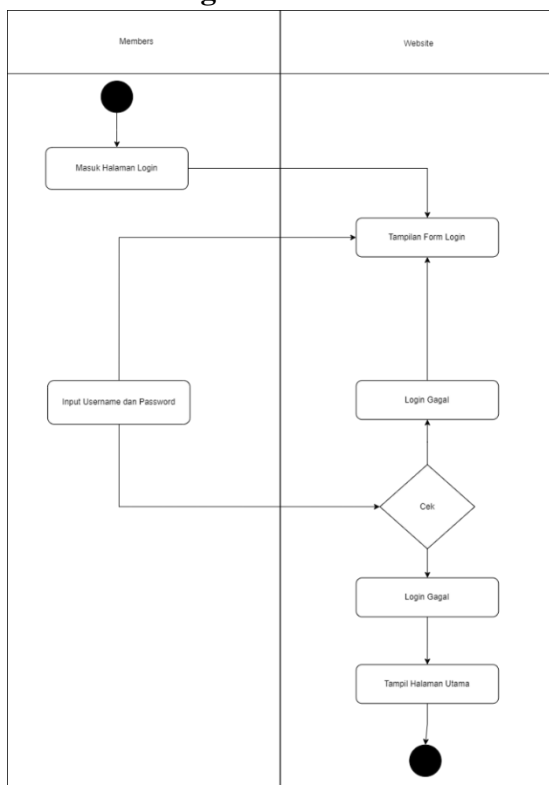 Members
Website
Masuk Halaman Login
Tampilan Form Login
Input Username dan Password
Login Gagal
Cek
Login Gagal
Tampil Halaman Utama